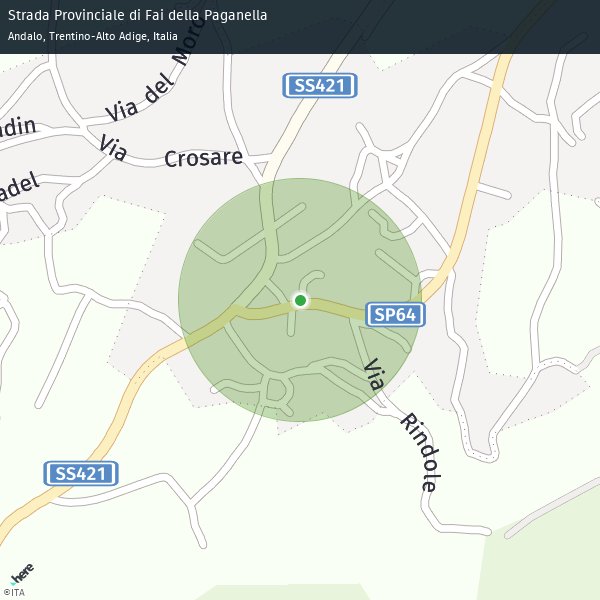 Strada Provinciale di Fai della Paganella
Andalo, Trentino-Alto Adige, Italia
SS421
Via del Moro
adin
Via Crosare
adel
SP64
Via Rindole
SS421
here
©ITA